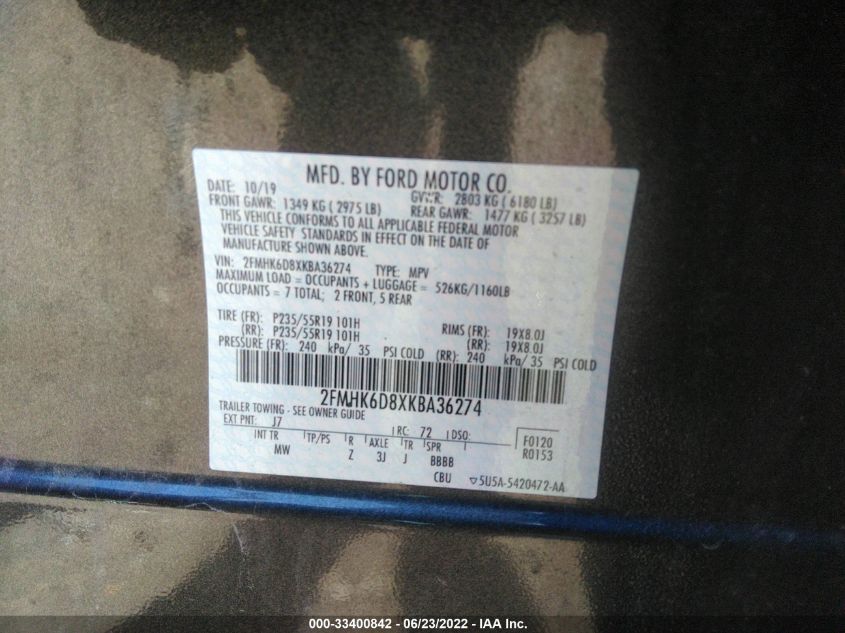 MFD. BY FORD MOTOR CO.
DATE: 10/19 GVWR: 2803 KG ( 6180 LB)
FRONT GAWR: 1349 KG ( 2975 LB) REAR GAWR: 1477 KG ( 3257 LB)
THIS VEHICLE CONFORMS TO ALL APPLICABLE FEDERAL MOTOR
VEHICLE SAFETY STANDARDS IN EFFECT ON THE DATE OF
MANUFACTURE SHOWN ABOVE.
VIN: 2FMHK6D8XKBA36274 TYPE: MPV
MAXIMUM LOAD = OCCUPANTS + LUGGAGE = 526KG/1160LB
OCCUPANTS = 7 TOTAL; 2 FRONT, 5 REAR
TIRE (FR): P235/55R19 101H RIMS (FR): 19X8.0J
(RR): P235/55R19 101H (RR): 19X8.0J
PRESSURE (FR): 240 kPa/ 35 PSI COLD (RR): 240 kPa/ 35 PSI COLD
2FMHK6D8XKBA36274
TRAILER TOWING - SEE OWNER GUIDE
EXT PNT: J7 RC: 72 DSO: F0120
INT TR TP/PS R AXLE TR SPR R0153
MW Z 3J J BBBB
CBU 5U5A-5420472-AA
000-33400842 - 06/23/2022 - IAA Inc.